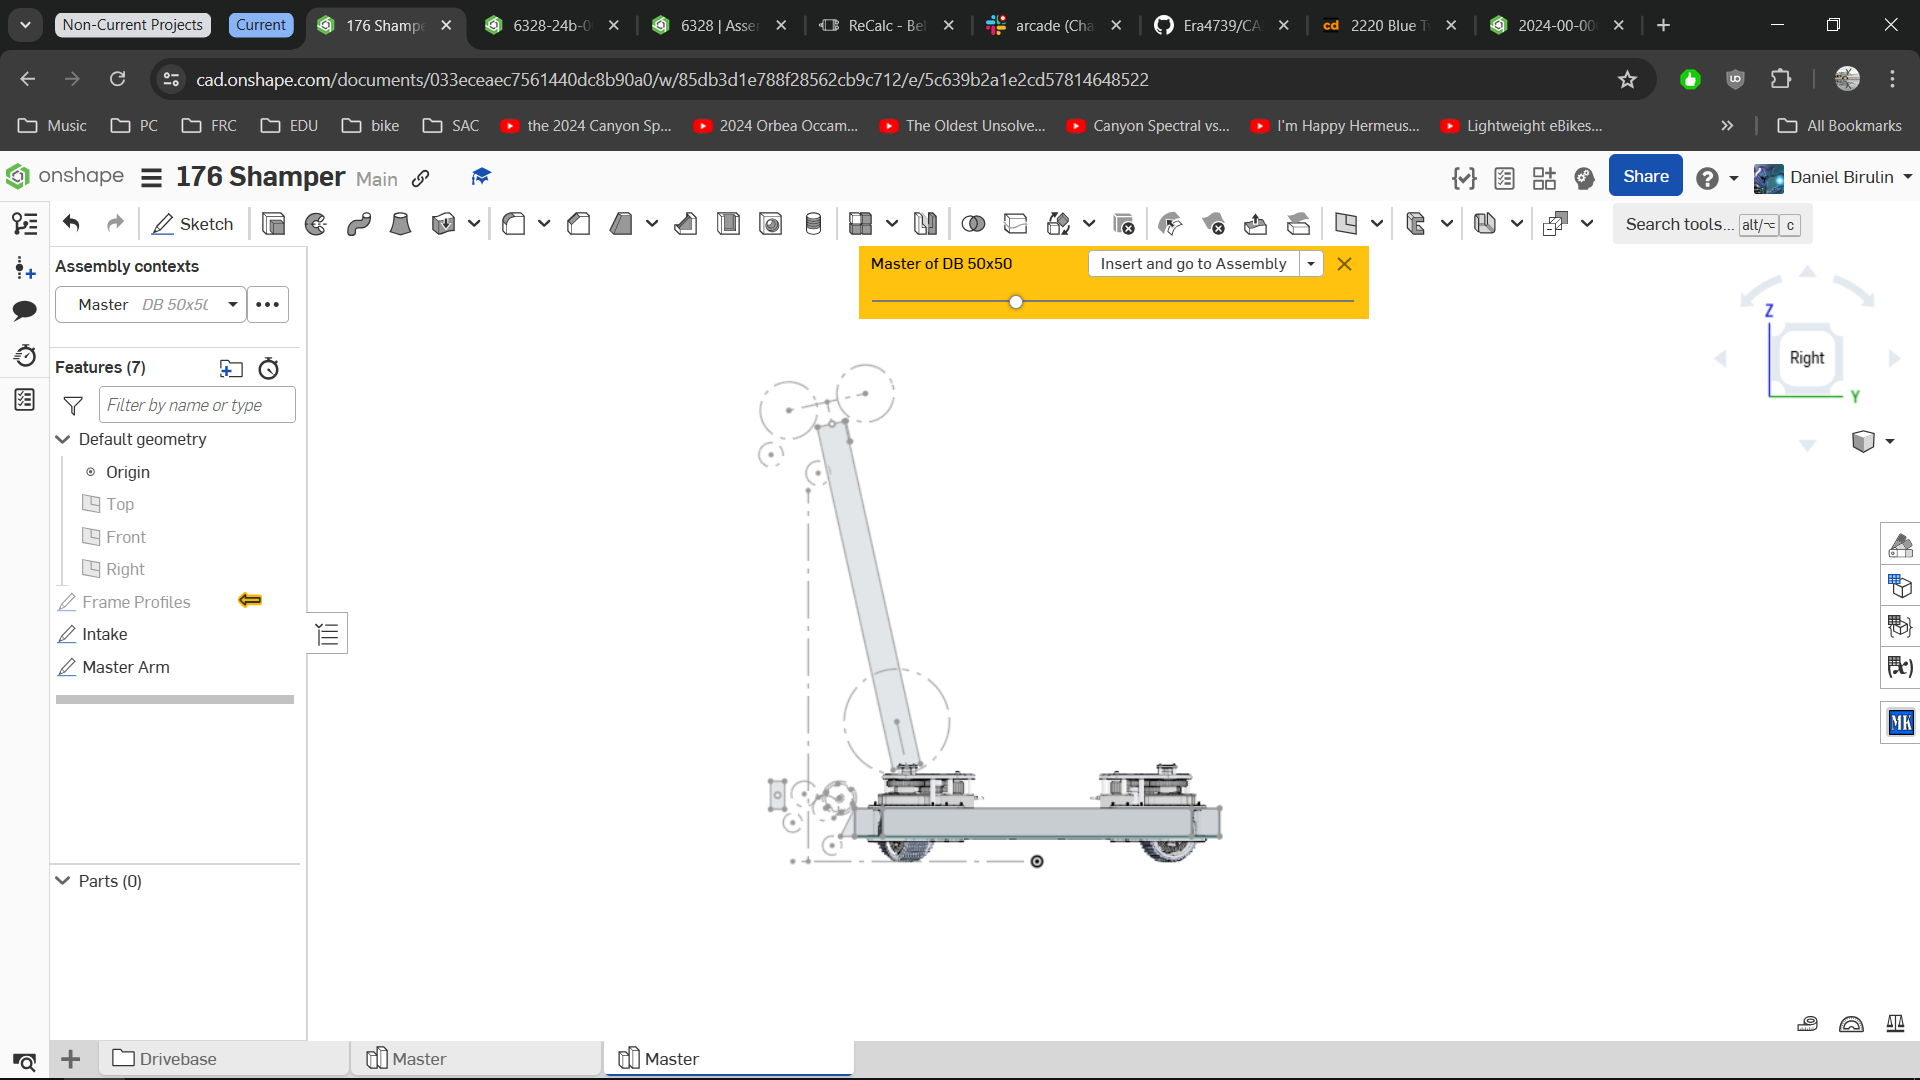 Non-Current Projects
Current
176 Shampe
6328-24b-0
6328 | Asse
ReCalc - Bel
arcade (Cha
Era4739/CA
cd
2220 Blue T
2024-00-00
cad.onshape.com/documents/033eceaec7561440dc8b90a0/w/85db3d1e788f28562cb9c712/e/5c639b2a1e2cd57814648522
Music
PC
FRC
EDU
bike
SAC
the 2024 Canyon Sp...
2024 Orbea Occam...
The Oldest Unsolve...
Canyon Spectral vs...
I'm Happy Hermeus...
Lightweight eBikes...
All Bookmarks
onshape
176 Shamper
Main
Share
Daniel Birulin
Sketch
Search tools...
alt/⌥
c
Assembly contexts
Master of DB 50x50
Insert and go to Assembly
Master
DB 50x50
Z
Right
Y
Features (7)
Filter by name or type
Default geometry
Origin
Top
Front
Right
Frame Profiles
Intake
Master Arm
MK
Parts (0)
Drivebase
Master
Master